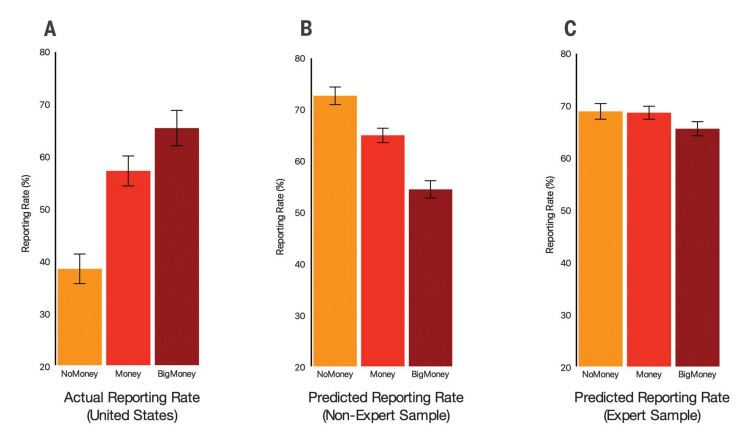 A
80
70
60
50
40
30
20
Reporting Rate (%)
NoMoney Money BigMoney
Actual Reporting Rate
(United States)
B
80
70
60
50
40
30
20
Reporting Rate (%)
NoMoney Money BigMoney
Predicted Reporting Rate
(Non-Expert Sample)
C
80
70
60
50
40
30
20
Reporting Rate (%)
NoMoney Money BigMoney
Predicted Reporting Rate
(Expert Sample)